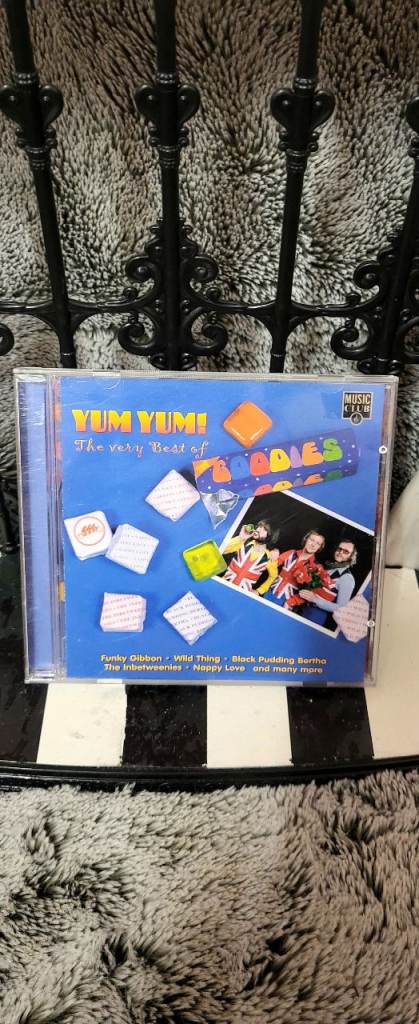 YUM YUM!
The very Best of
GOODIES
MUSIC
CLUB
Funky Gibbon • Wild Thing • Black Pudding Bertha
The Inbetweenies • Nappy Love and many more